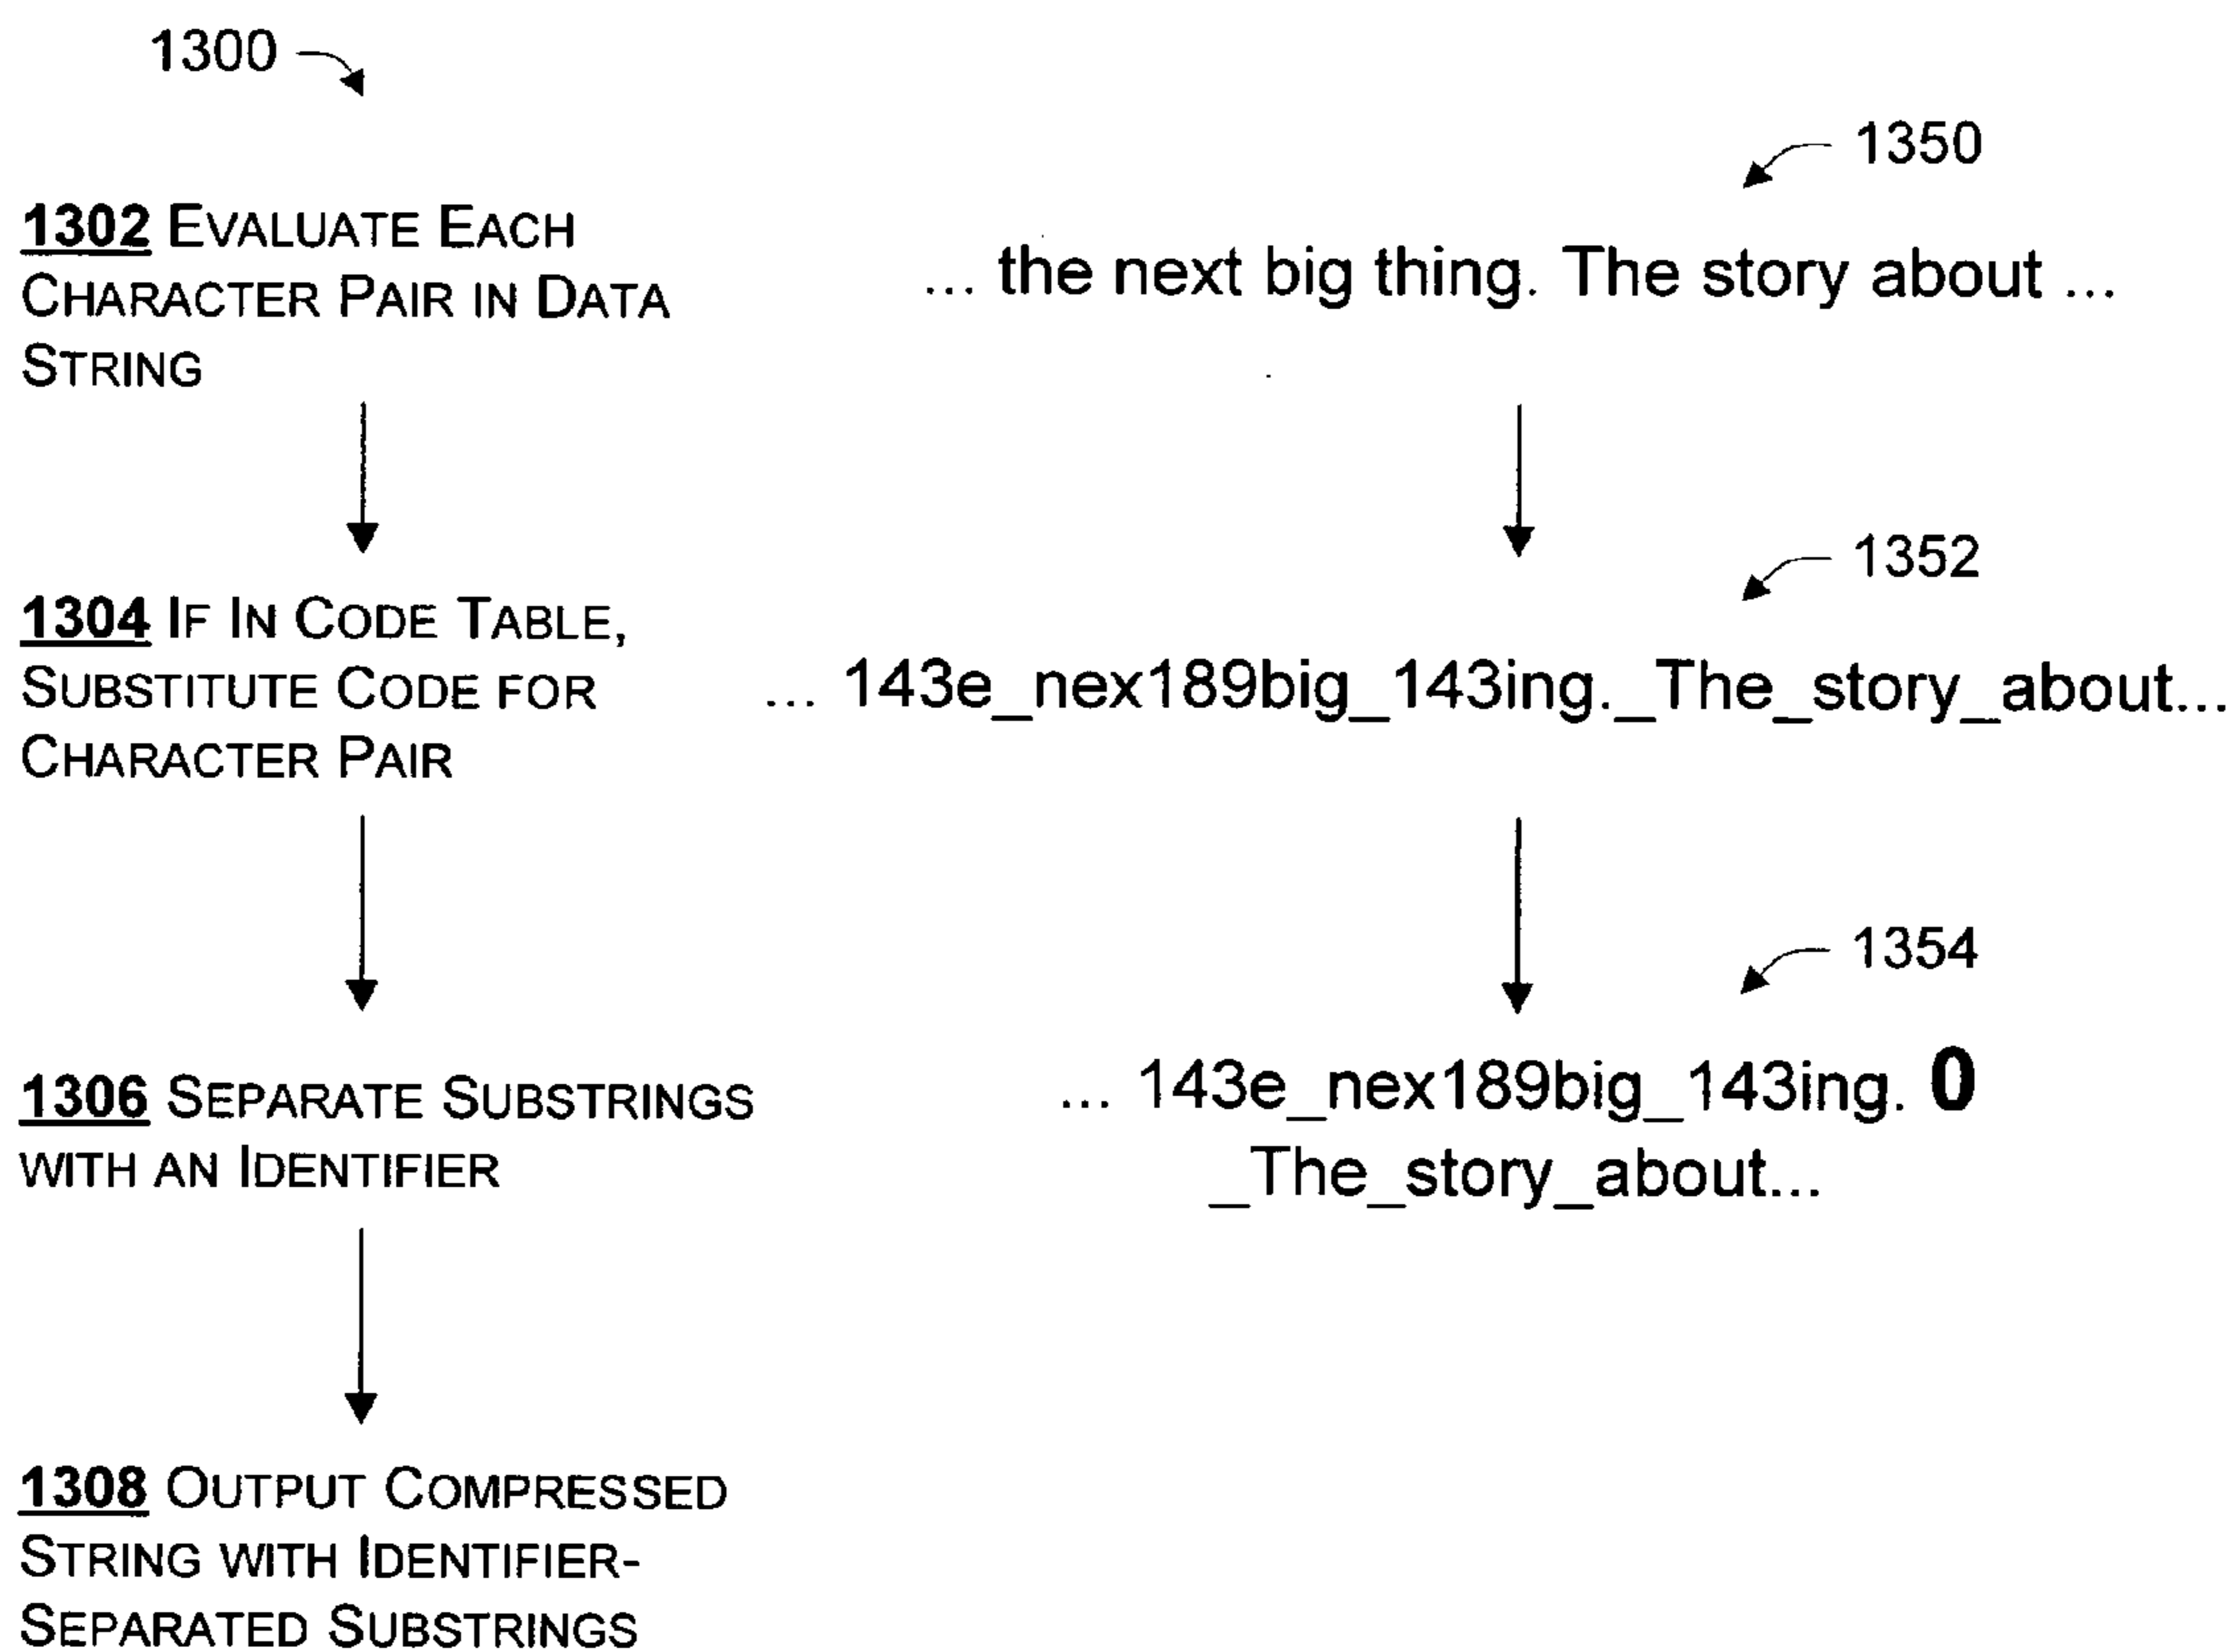 1300
1302 EVALUATE EACH
CHARACTER PAIR IN DATA
STRING
1350
... the next big thing. The story about ...
1304 IF IN CODE TABLE,
SUBSTITUTE CODE FOR
CHARACTER PAIR
1352
... 143e_nex189big_143ing._The_story_about...
1306 SEPARATE SUBSTRINGS
WITH AN IDENTIFIER
1354
... 143e_nex189big_143ing. 0
_The_story_about...
1308 OUTPUT COMPRESSED
STRING WITH IDENTIFIER-
SEPARATED SUBSTRINGS